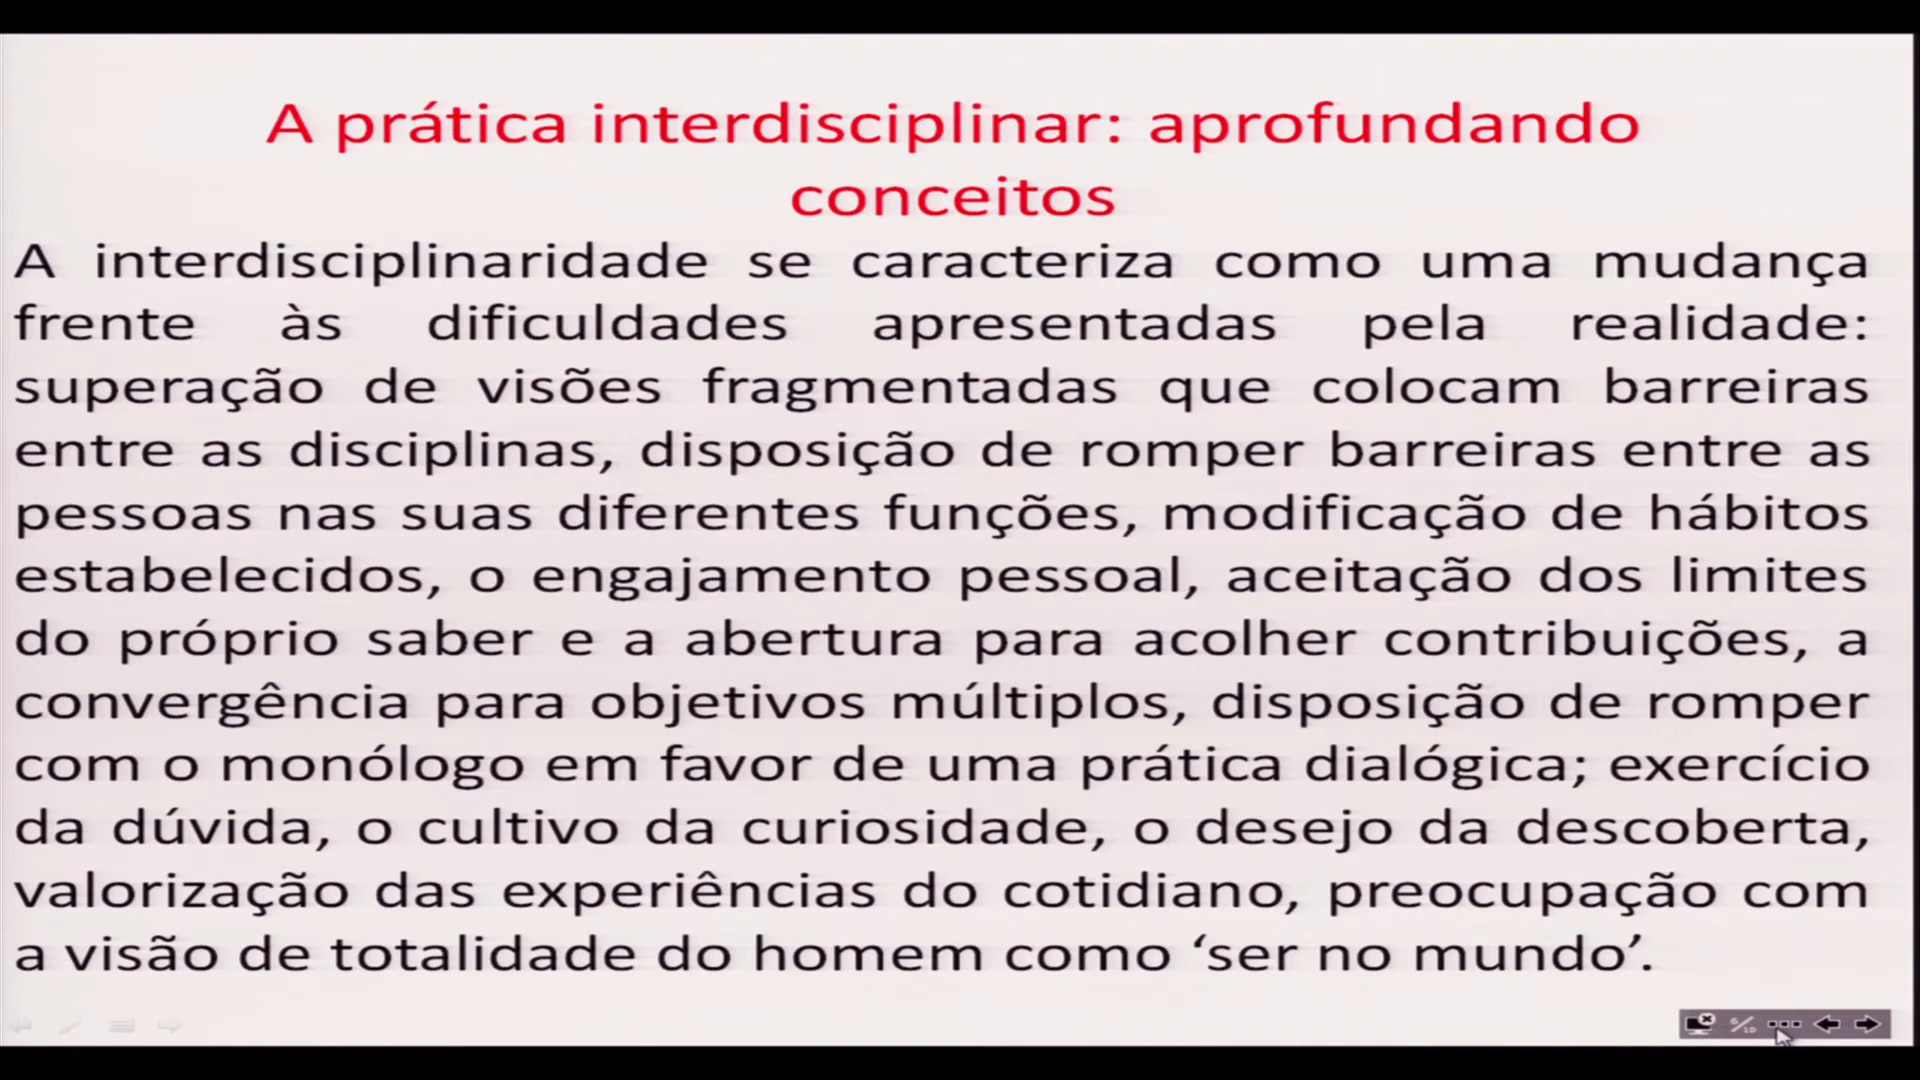 A prática interdisciplinar: aprofundando
conceitos
A interdisciplinaridade se caracteriza como uma mudança
frente às dificuldades apresentadas pela realidade:
superação de visões fragmentadas que colocam barreiras
entre as disciplinas, disposição de romper barreiras entre as
pessoas nas suas diferentes funções, modificação de hábitos
estabelecidos, o engajamento pessoal, aceitação dos limites
do próprio saber e a abertura para acolher contribuições, a
convergência para objetivos múltiplos, disposição de romper
com o monólogo em favor de uma prática dialógica; exercício
da dúvida, o cultivo da curiosidade, o desejo da descoberta,
valorização das experiências do cotidiano, preocupação com
a visão de totalidade do homem como ‘ser no mundo’.